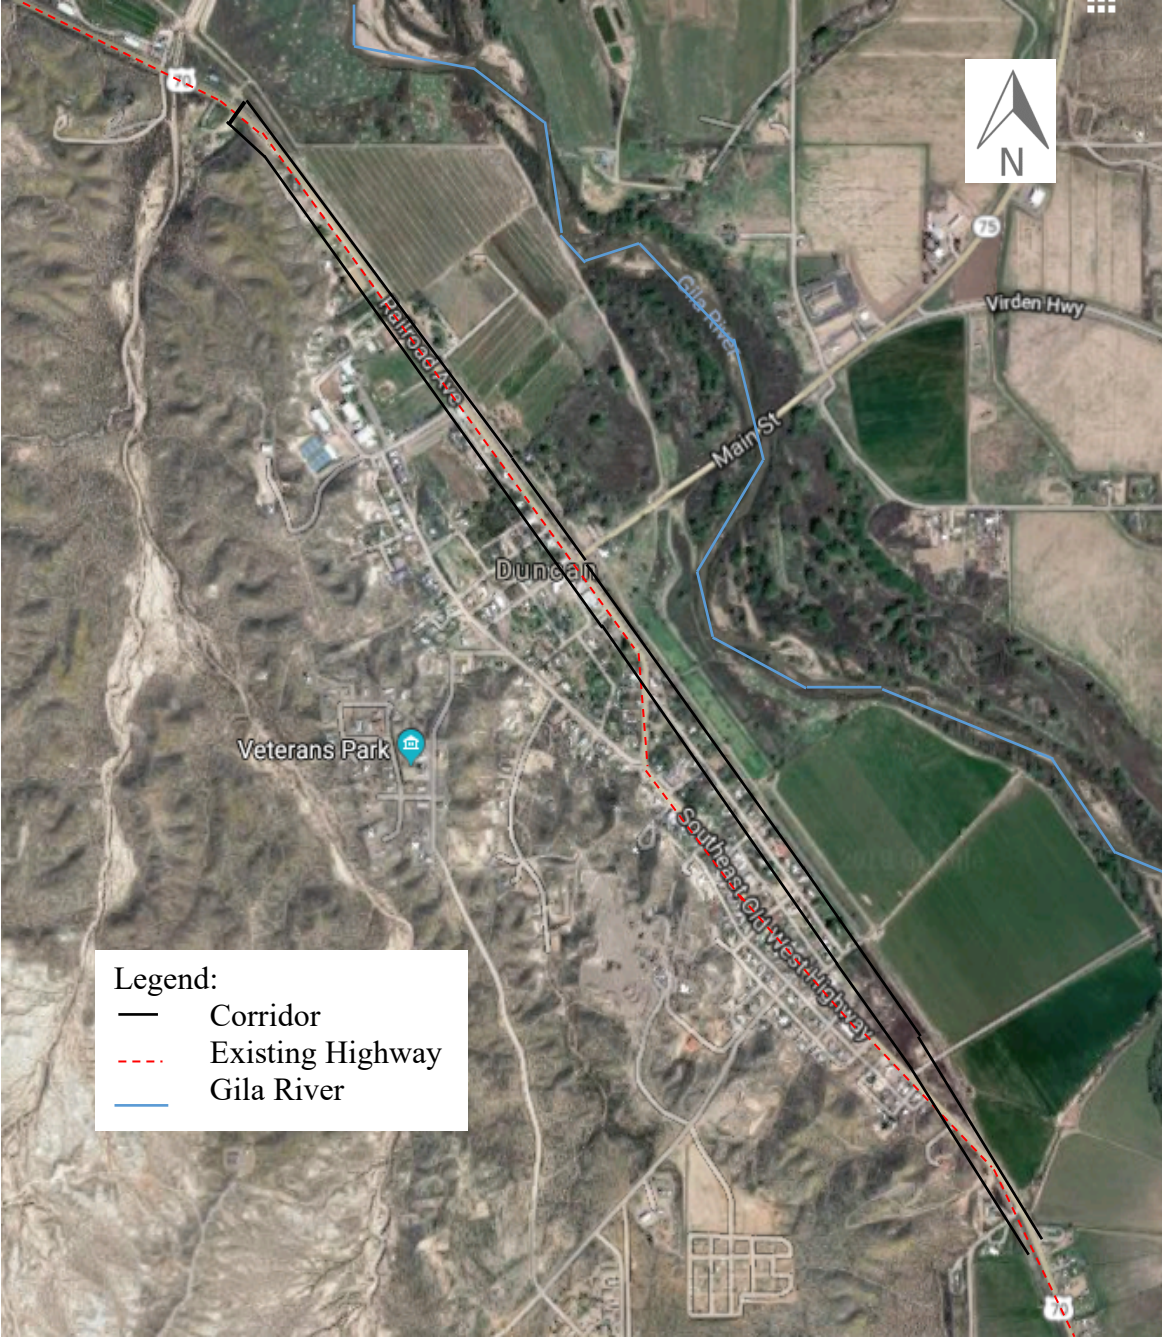 70
N
75
Virden Hwy
Gila River
Railroad Ave
Main St
Duncan
Veterans Park
Southeast Old West Highway
Legend:
Corridor
Existing Highway
Gila River
70